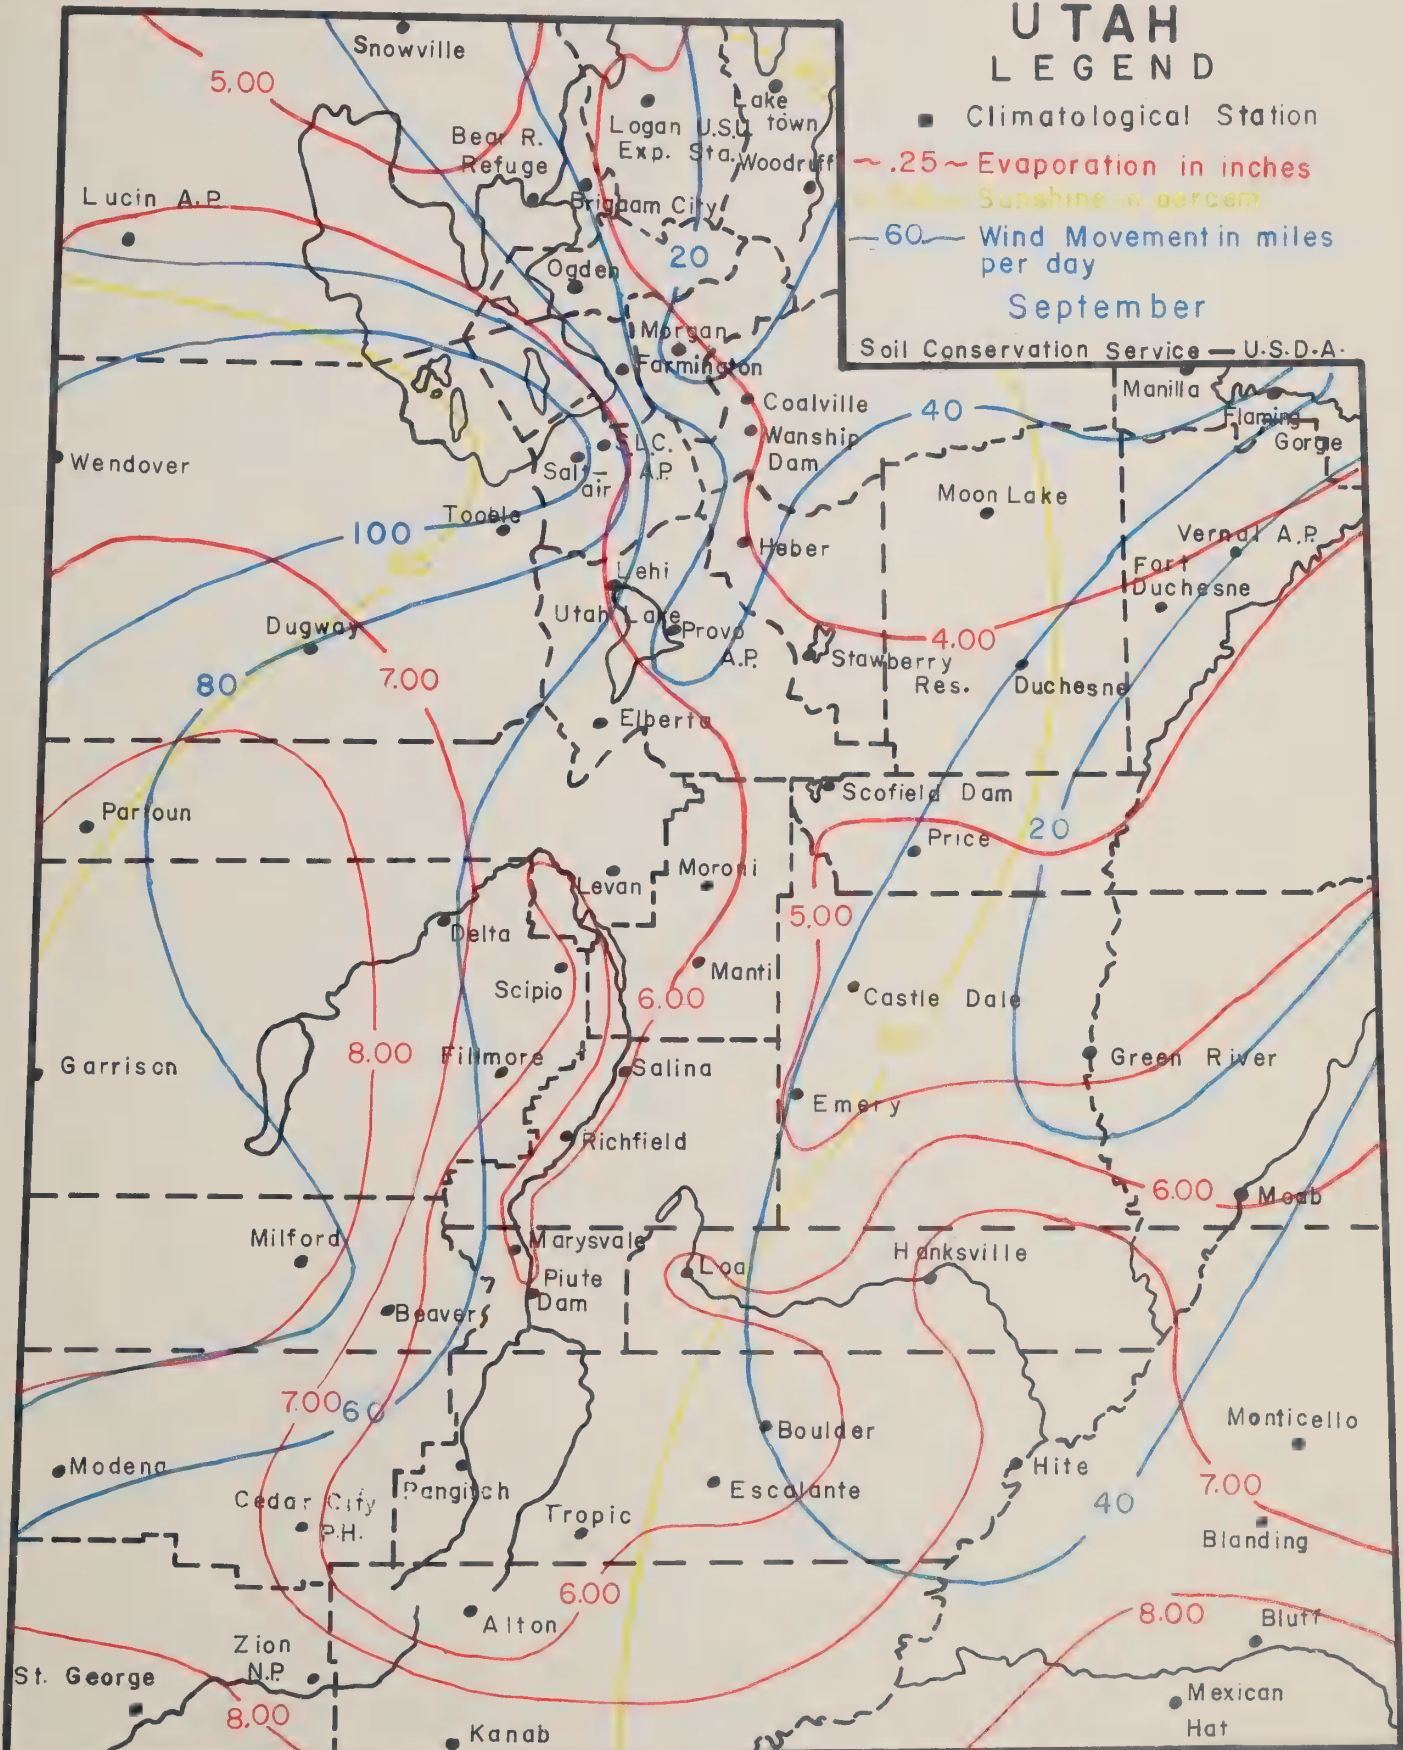 UTAH
LEGEND
Climatological Station
.25 Evaporation in inches
Sunshine in percent
60 Wind Movement in miles
per day
September
Soil Conservation Service — U.S.D.A.
Snowville
5.00
Bear R.
Refuge
Logan U.S.U.
Exp. Sta.
Lake
town
Woodruff
Lucin A.P.
Brigham City
20
Ogden
Morgan
Farmington
Manilla
Flaming
Gorge
Coalville
40
Wanship
Dam
Wendover
S.L.C.
A.P.
Salt-
air
Moon Lake
Tooele
100
Heber
Vernal A.P.
Lehi
Fort
Duchesne
Utah Lake
Provo
A.P.
Dugway
4.00
Stawberry
Res.
Duchesne
80
7.00
Elberta
Partoun
Scofield Dam
Price
20
Levan
Moroni
5.00
Delta
Manti
Scipio
6.00
Castle Dale
8.00
Fillmore
Garrison
Salina
Green River
Emery
Richfield
6.00
Moab
Milford
Marysvale
Loa
Hanksville
Piute
Dam
Beaver
7.00
60
Boulder
Monticello
Modena
Hite
Pangitch
Escalante
7.00
40
Cedar City
P.H.
Tropic
Blanding
6.00
Alton
8.00
Bluff
Zion
N.P.
St. George
8.00
Mexican
Hat
Kanab